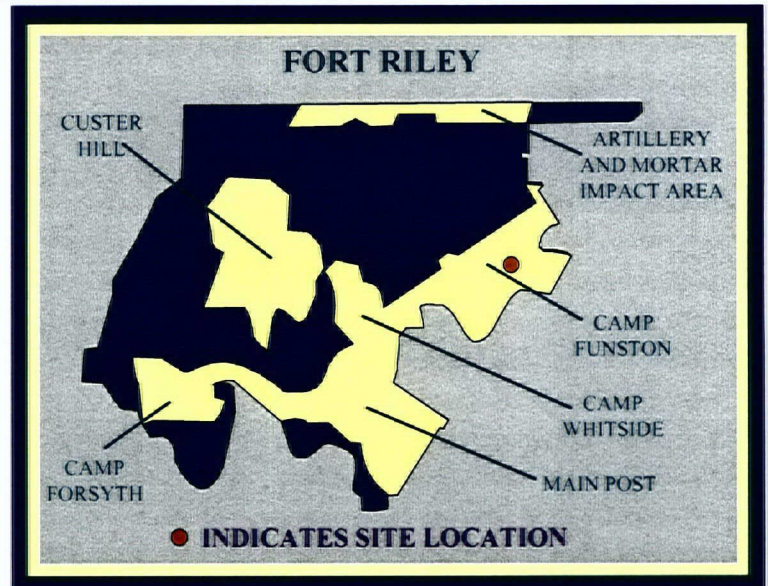 FORT RILEY
CUSTER
HILL
ARTILLERY
AND MORTAR
IMPACT AREA
CAMP
FUNSTON
CAMP
WHITSIDE
MAIN POST
CAMP
FORSYTH
INDICATES SITE LOCATION